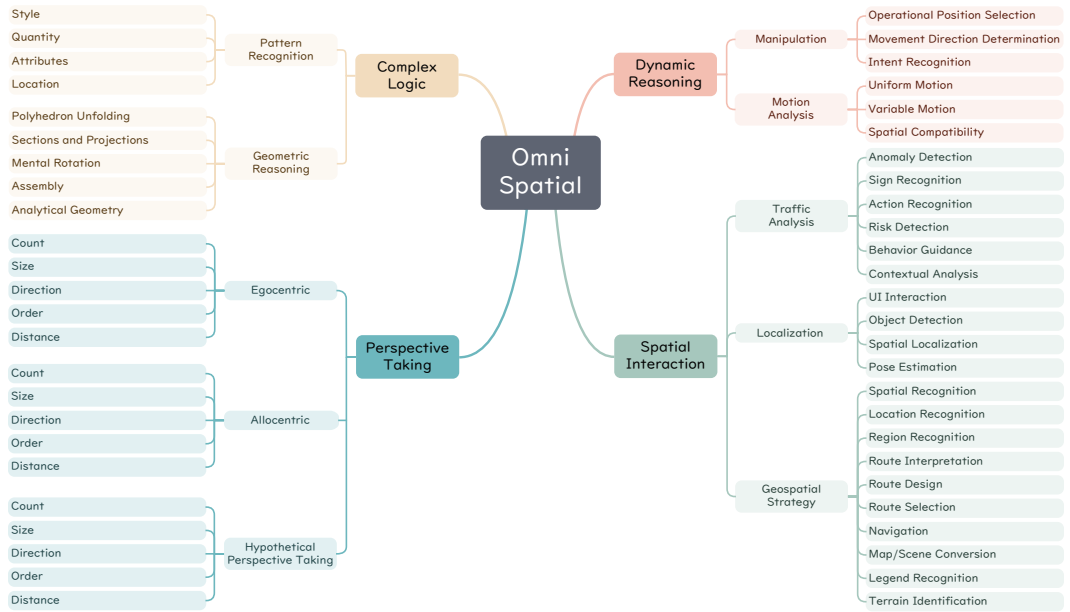 Omni
Spatial
Complex
Logic
Pattern
Recognition
Style
Quantity
Attributes
Location
Geometric
Reasoning
Polyhedron Unfolding
Sections and Projections
Mental Rotation
Assembly
Analytical Geometry
Perspective
Taking
Egocentric
Count
Size
Direction
Order
Distance
Allocentric
Count
Size
Direction
Order
Distance
Hypothetical
Perspective Taking
Count
Size
Direction
Order
Distance
Dynamic
Reasoning
Manipulation
Operational Position Selection
Movement Direction Determination
Intent Recognition
Motion
Analysis
Uniform Motion
Variable Motion
Spatial Compatibility
Spatial
Interaction
Traffic
Analysis
Anomaly Detection
Sign Recognition
Action Recognition
Risk Detection
Behavior Guidance
Contextual Analysis
Localization
UI Interaction
Object Detection
Spatial Localization
Pose Estimation
Geospatial
Strategy
Spatial Recognition
Location Recognition
Region Recognition
Route Interpretation
Route Design
Route Selection
Navigation
Map/Scene Conversion
Legend Recognition
Terrain Identification